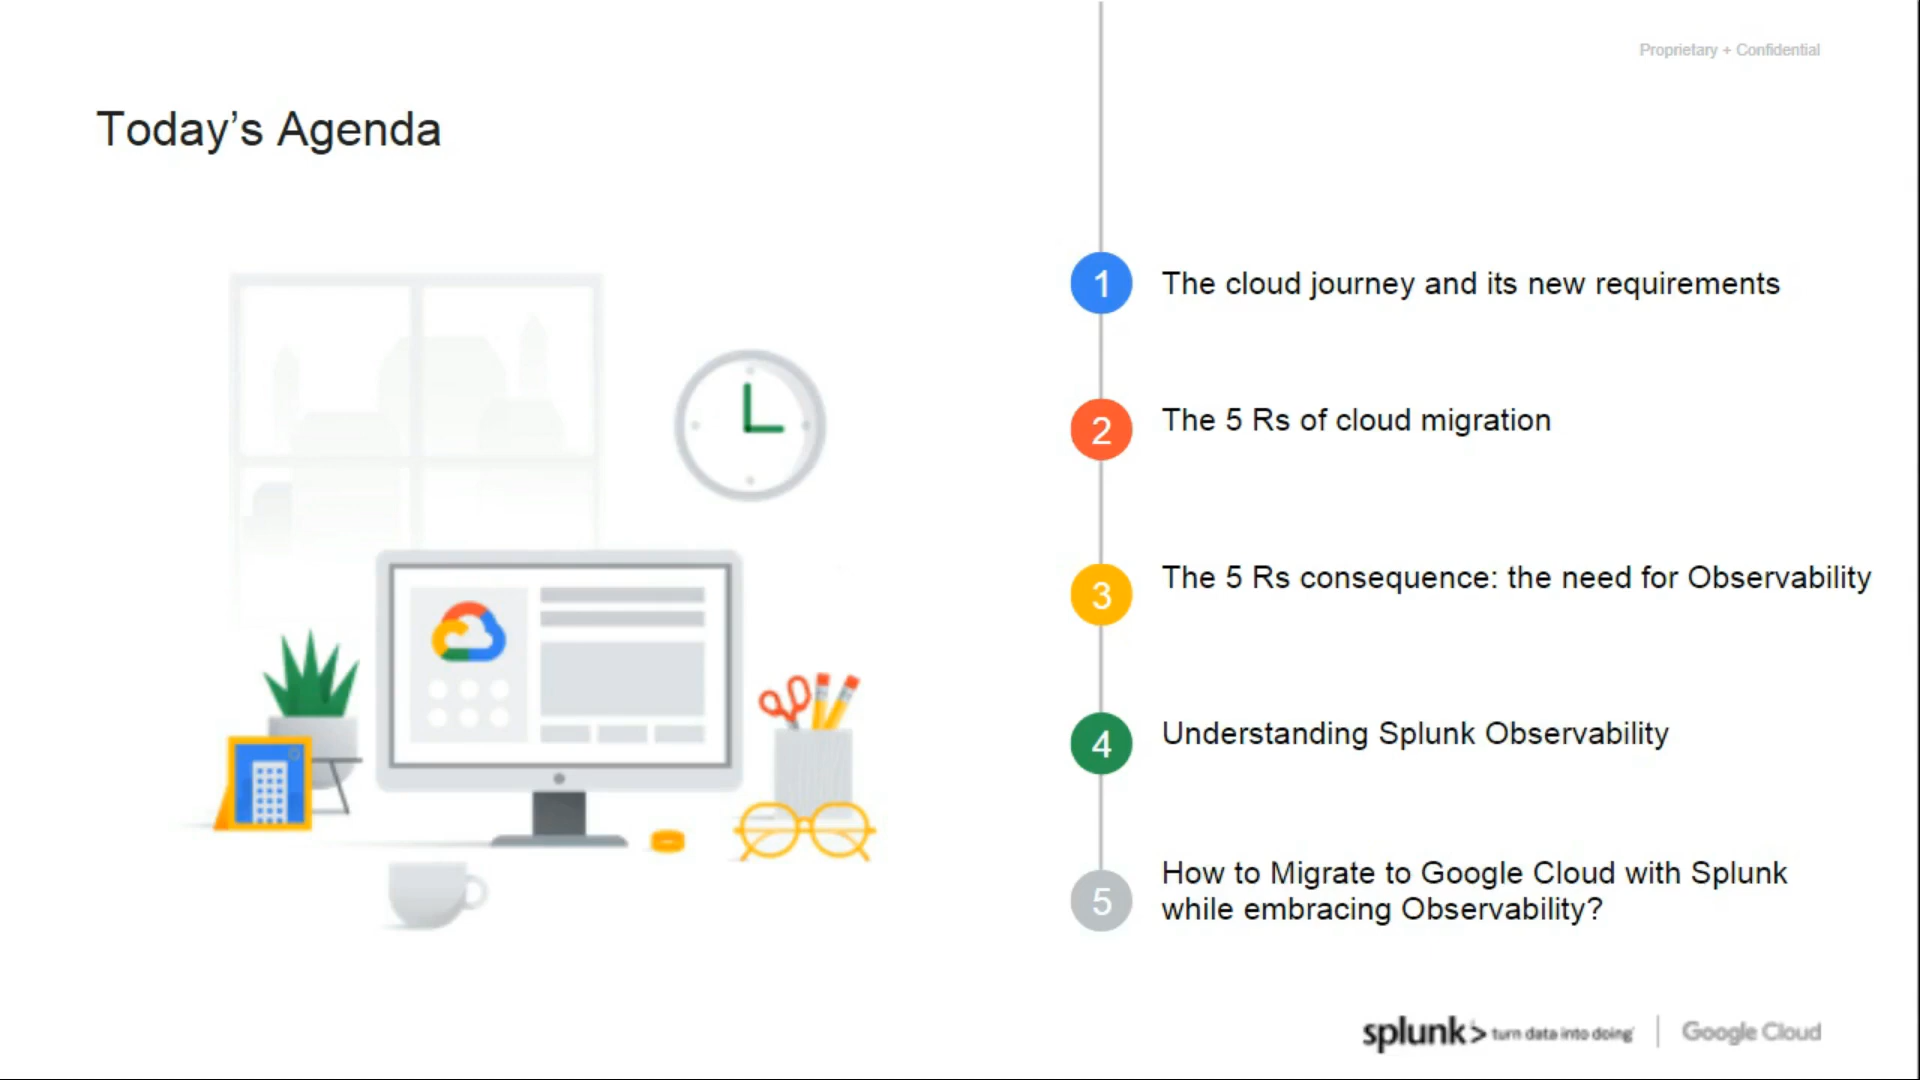 Proprietary + Confidential
Today’s Agenda
1 The cloud journey and its new requirements
2 The 5 Rs of cloud migration
3 The 5 Rs consequence: the need for Observability
4 Understanding Splunk Observability
5 How to Migrate to Google Cloud with Splunk
while embracing Observability?
splunk> turn data into doing
Google Cloud